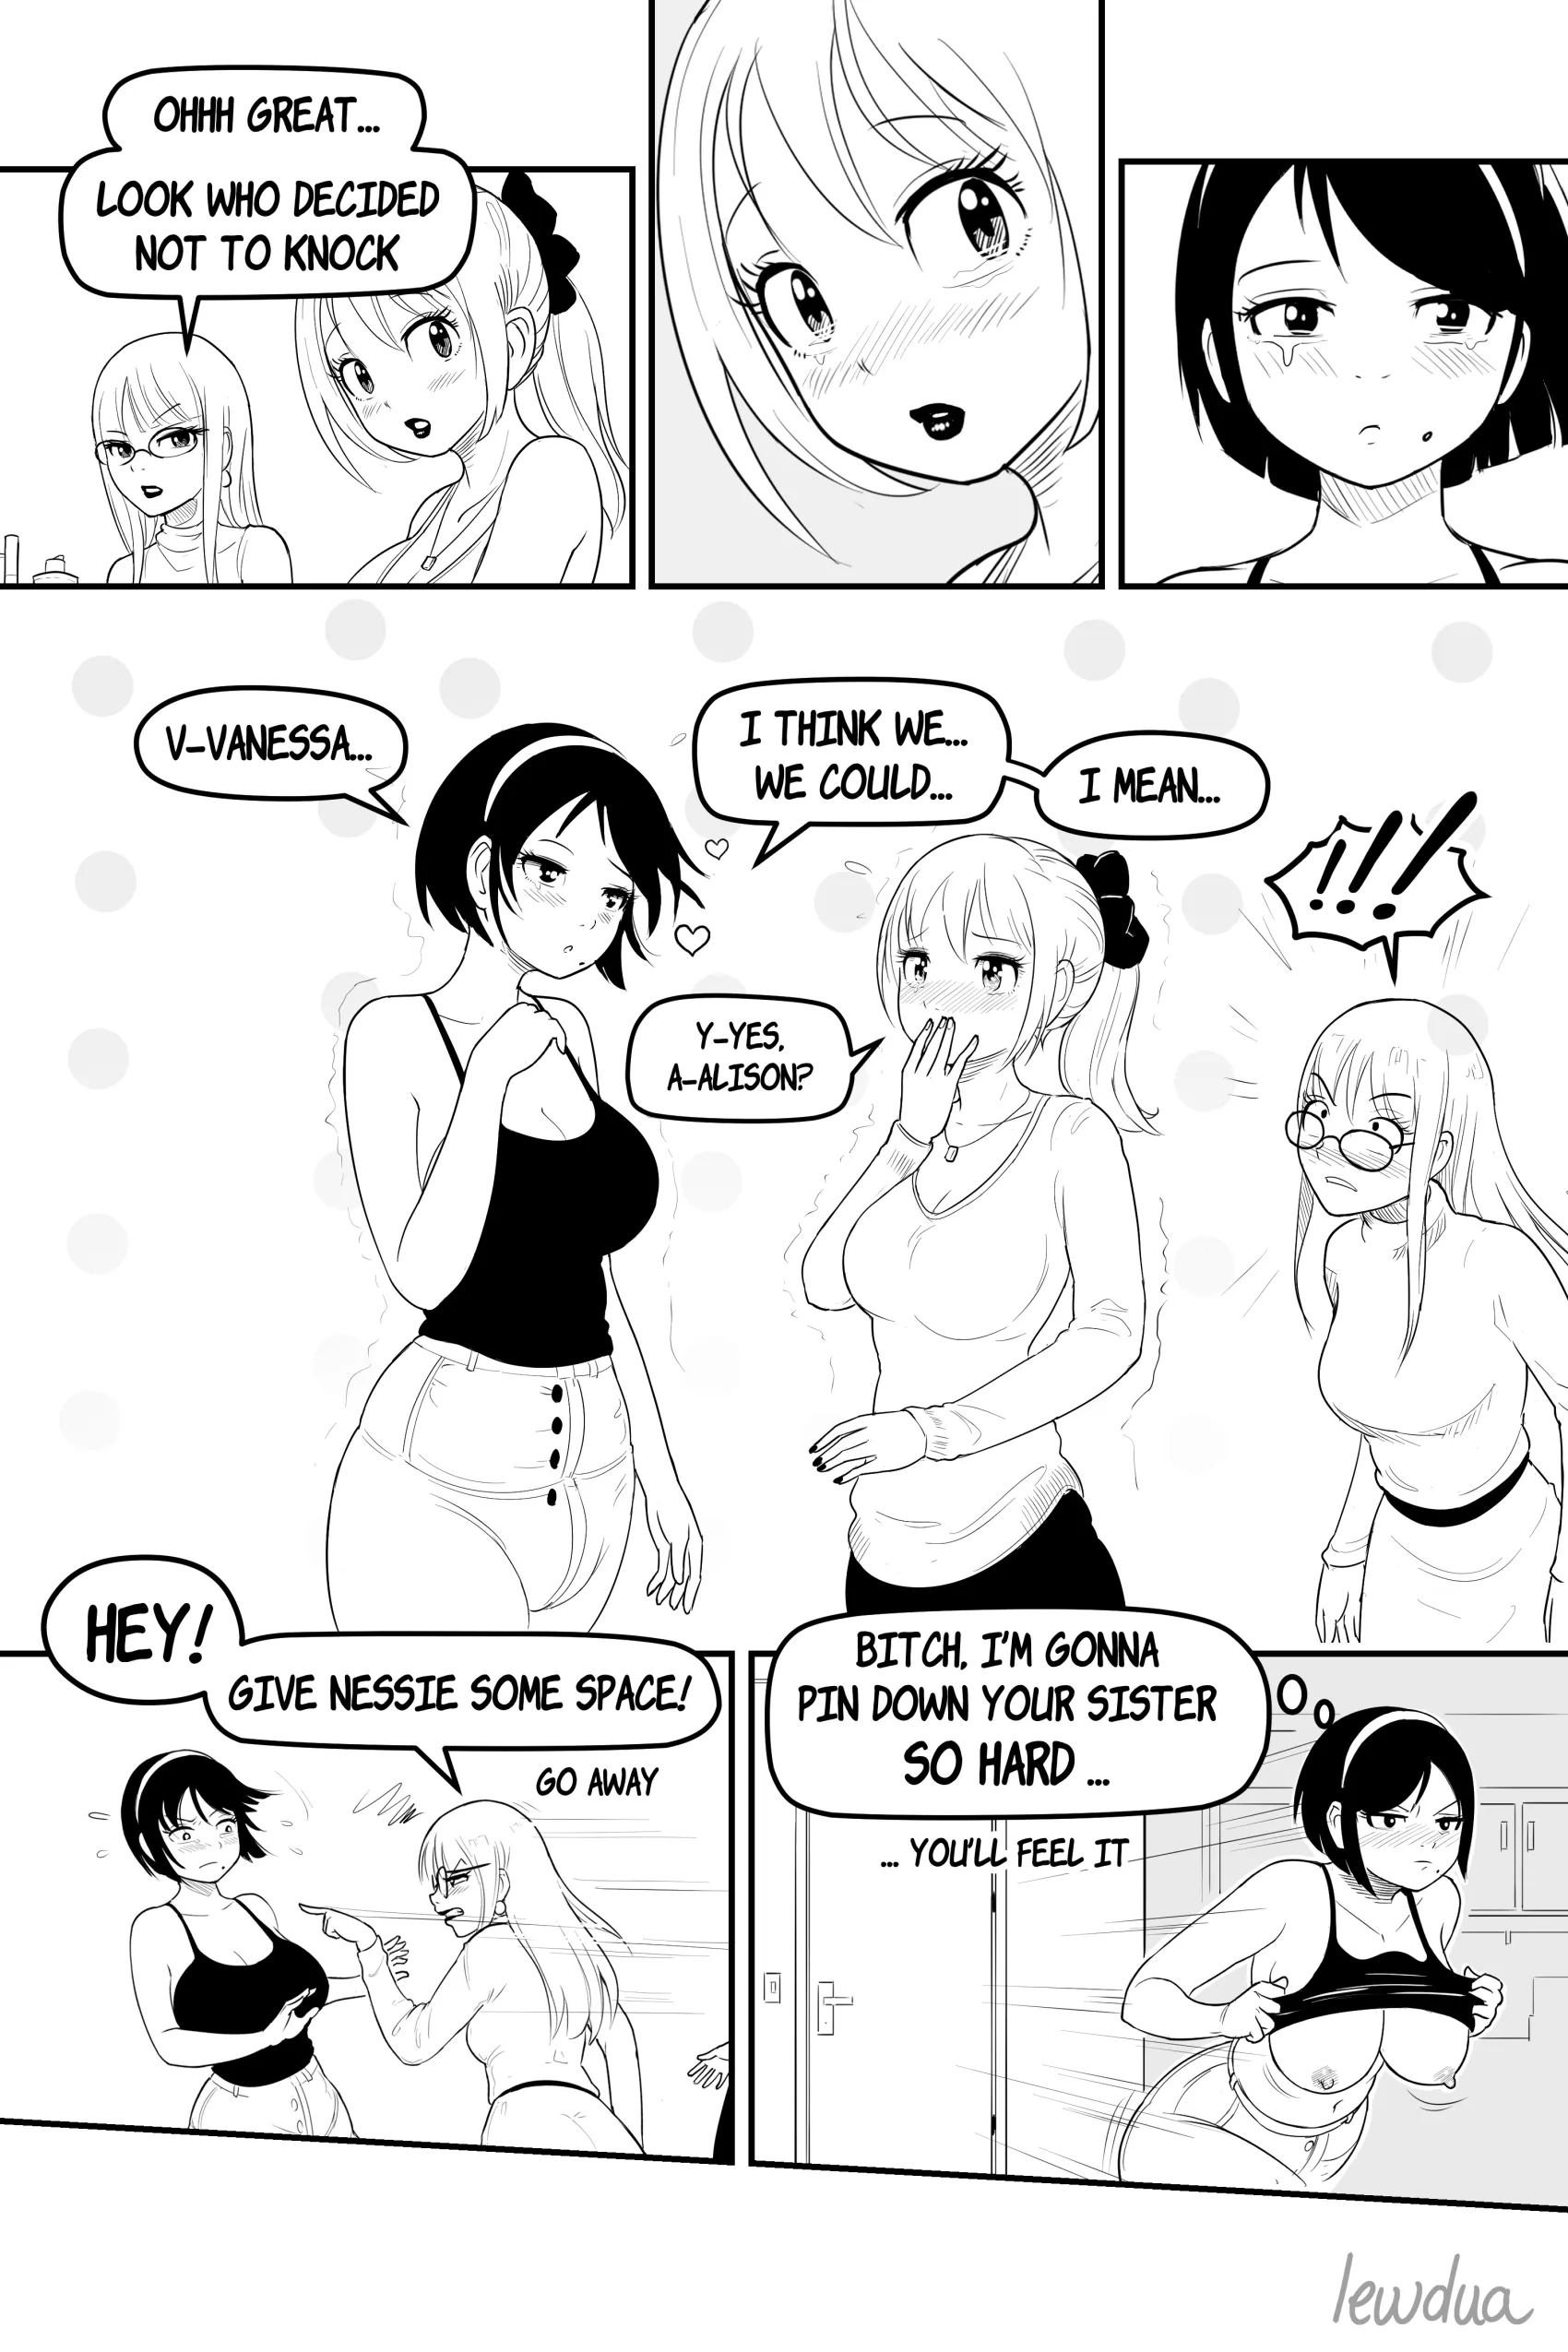 OHHH GREAT...
LOOK WHO DECIDED
NOT TO KNOCK
V-VANESSA...
I THINK WE...
WE COULD...
I MEAN...
!!!
Y-YES,
A-ALISON?
HEY!
GIVE NESSIE SOME SPACE!
GO AWAY
BITCH, I'M GONNA
PIN DOWN YOUR SISTER
SO HARD ...
... YOU'LL FEEL IT
lewdua